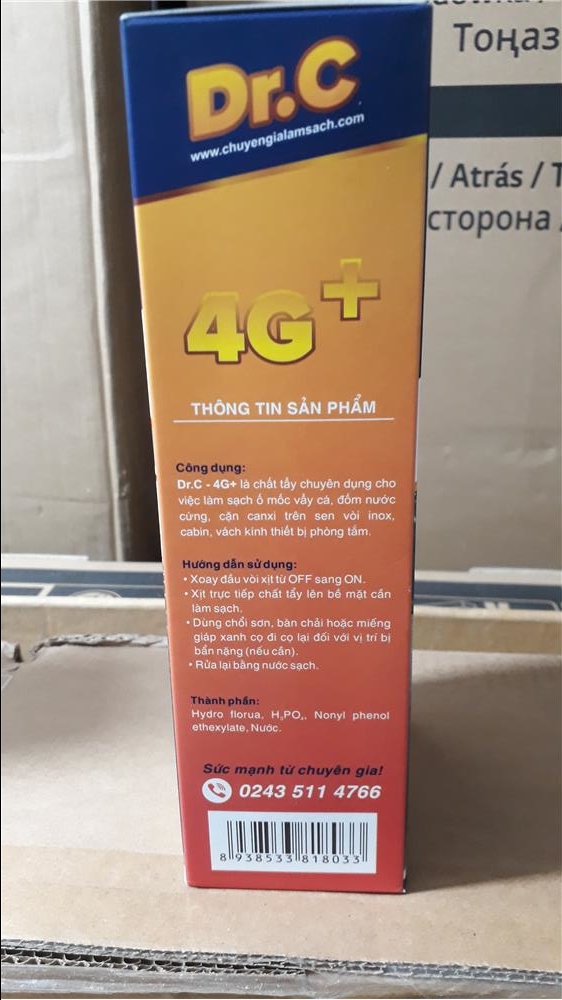 Dr.C
www.chuyengialamsach.com
4G+
THÔNG TIN SẢN PHẨM
Công dụng:
Dr.C - 4G+ là chất tẩy chuyên dụng cho
việc làm sạch ố mốc vẩy cá, đốm nước
cứng, cặn canxi trên sen vòi inox,
cabin, vách kính thiết bị phòng tắm.
Hướng dẫn sử dụng:
• Xoay đầu vòi xịt từ OFF sang ON.
• Xịt trực tiếp chất tẩy lên bề mặt cần
làm sạch.
• Dùng chổi sơn, bàn chải hoặc miếng
giáp xanh cọ đi cọ lại đối với vị trí bị
bẩn nặng (nếu cần).
• Rửa lại bằng nước sạch.
Thành phần:
Hydro florua, H₃PO₄, Nonyl phenol
ethexylate, Nước.
Sức mạnh từ chuyên gia!
0243 511 4766
8 938533 818033
Тоңаз
/ Atrás / T
сторона